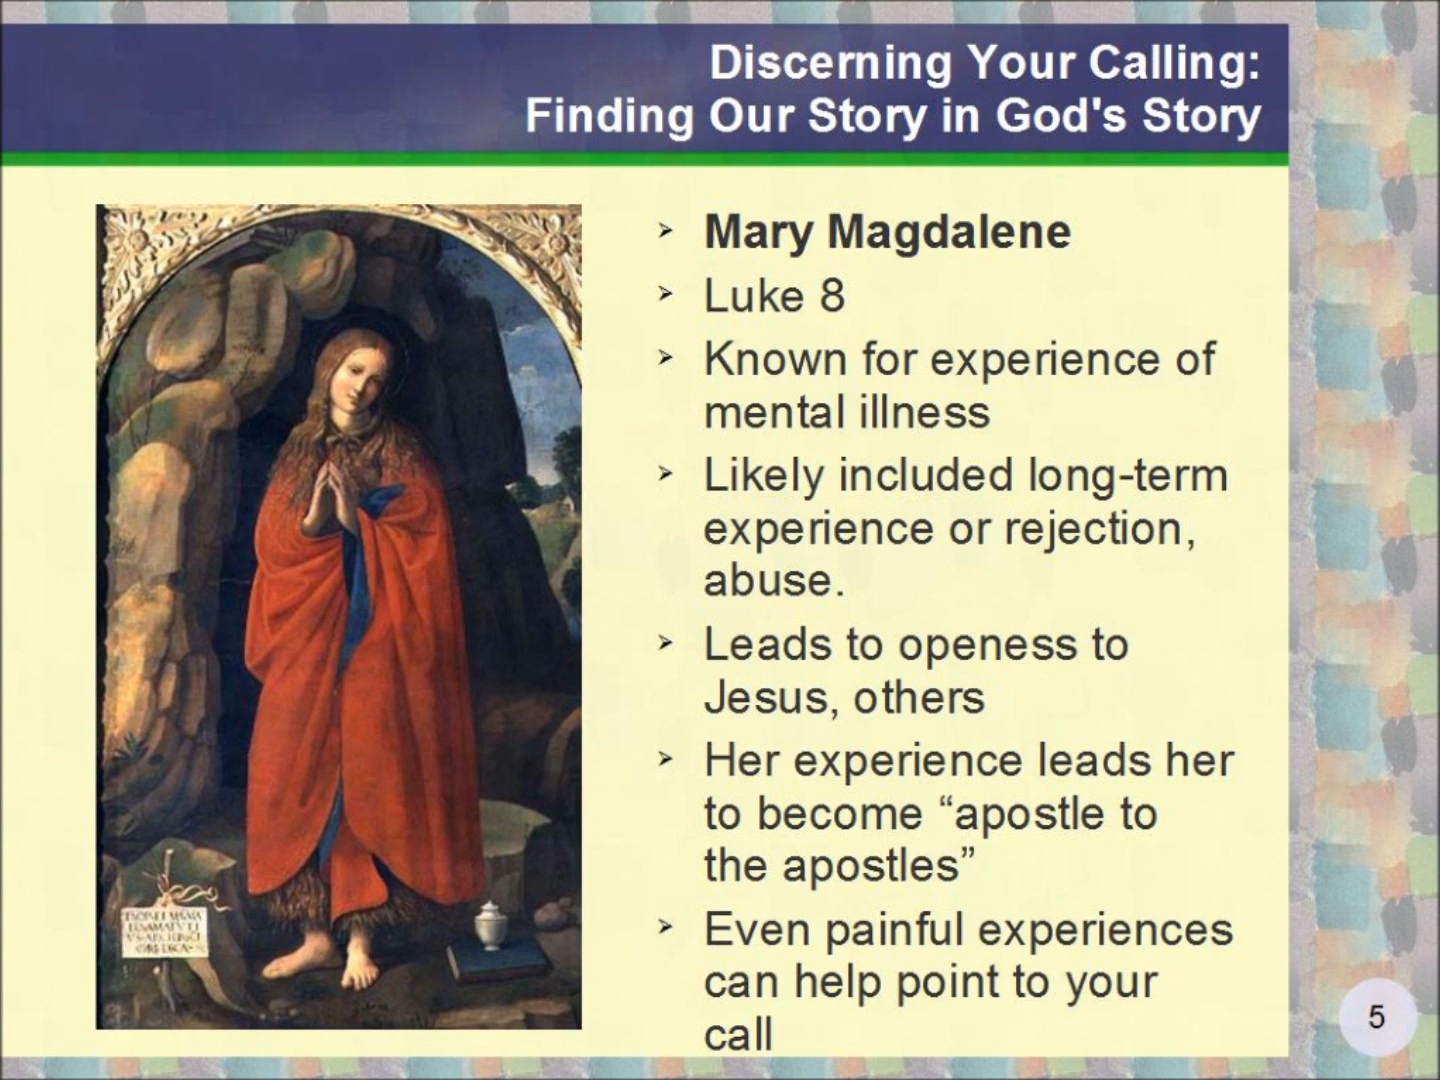 Discerning Your Calling:
Finding Our Story in God's Story
Mary Magdalene
Luke 8
Known for experience of
mental illness
Likely included long-term
experience or rejection,
abuse.
Leads to openess to
Jesus, others
Her experience leads her
to become “apostle to
the apostles”
Even painful experiences
can help point to your
call
5